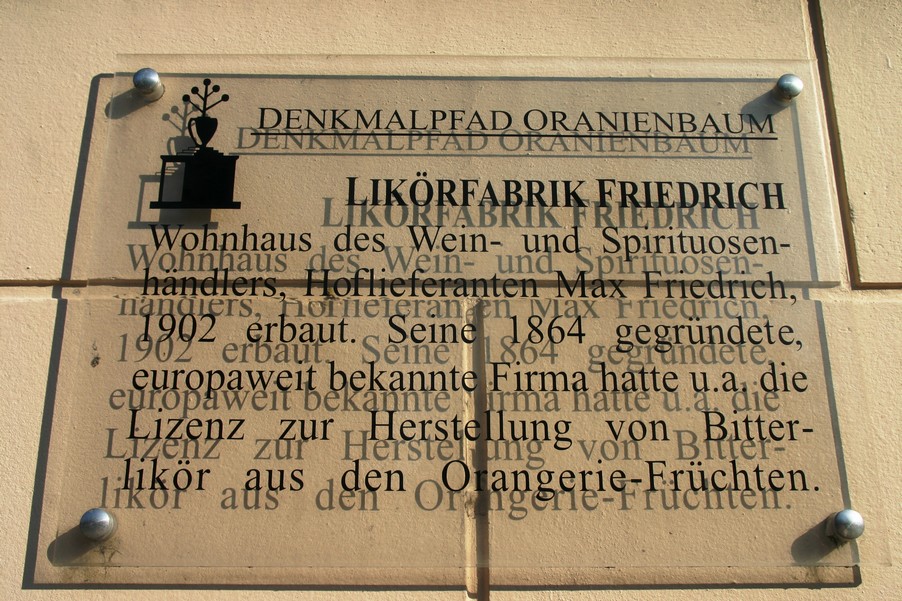 DENKMALPFAD ORANIENBAUM
LIKÖRFABRIK FRIEDRICH
Wohnhaus des Wein- und Spirituosen-
händlers, Hoflieferanten Max Friedrich,
1902 erbaut. Seine 1864 gegründete,
europaweit bekannte Firma hatte u.a. die
Lizenz zur Herstellung von Bitter-
likör aus den Orangerie-Früchten.